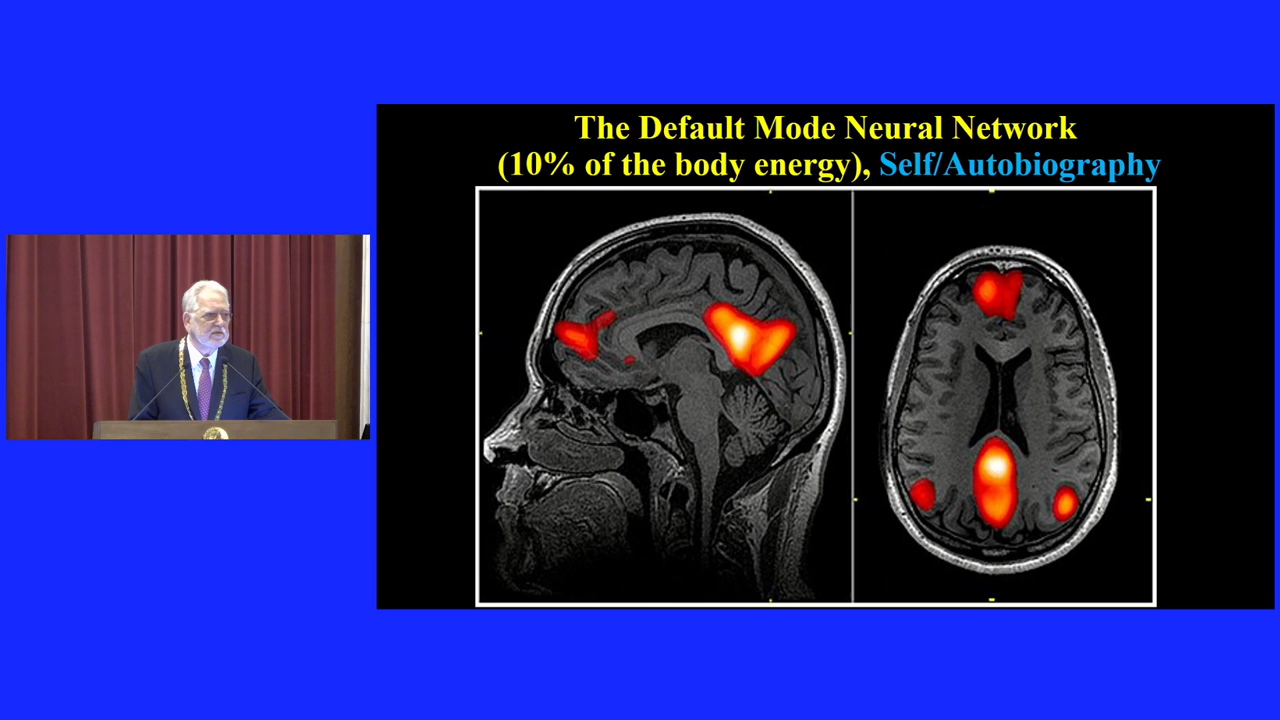 The Default Mode Neural Network
(10% of the body energy), Self/Autobiography